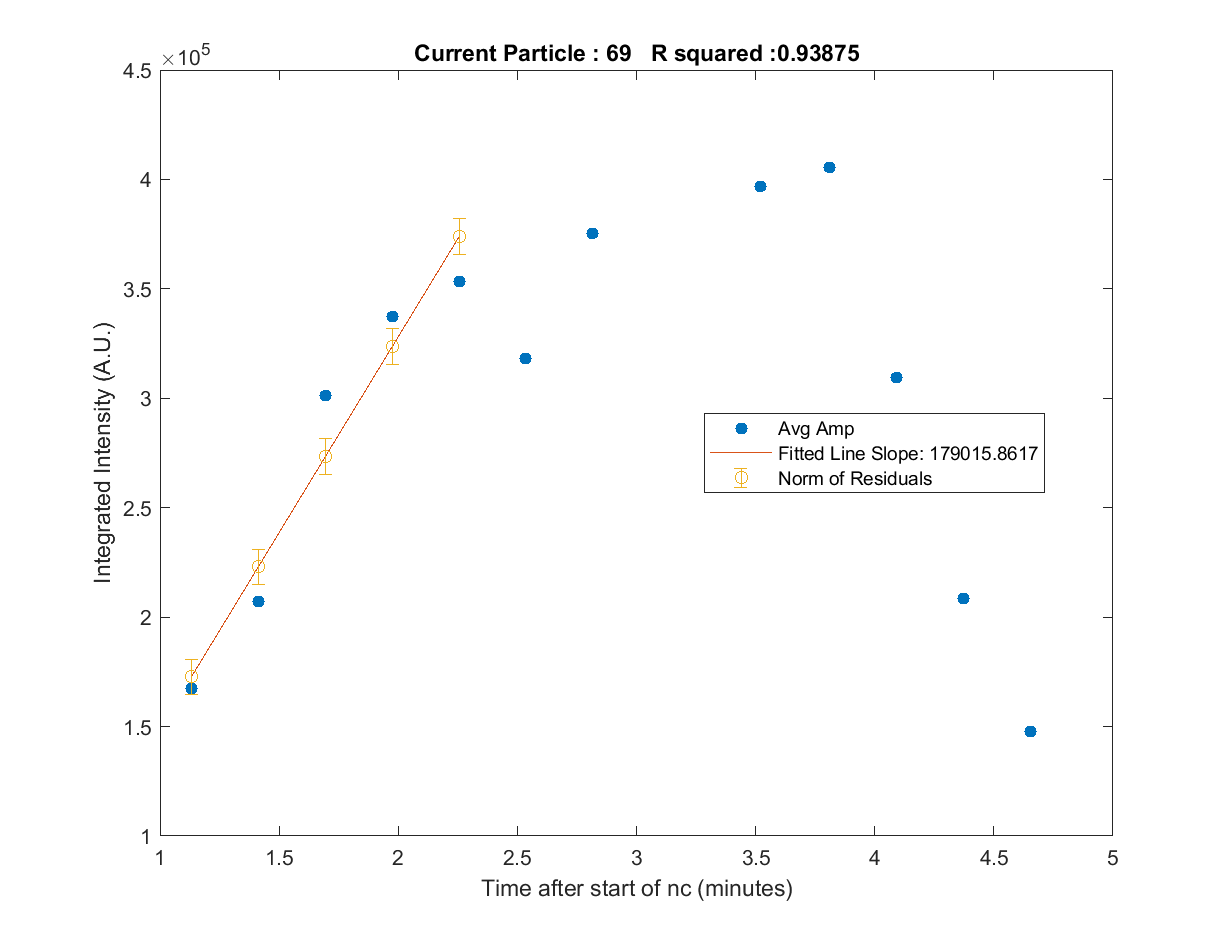 Current Particle : 69   R squared :0.93875
×10^5
4.5
4
3.5
3
2.5
2
1.5
1
Integrated Intensity (A.U.)
Avg Amp
Fitted Line Slope: 179015.8617
Norm of Residuals
1 1.5 2 2.5 3 3.5 4 4.5 5
Time after start of nc (minutes)